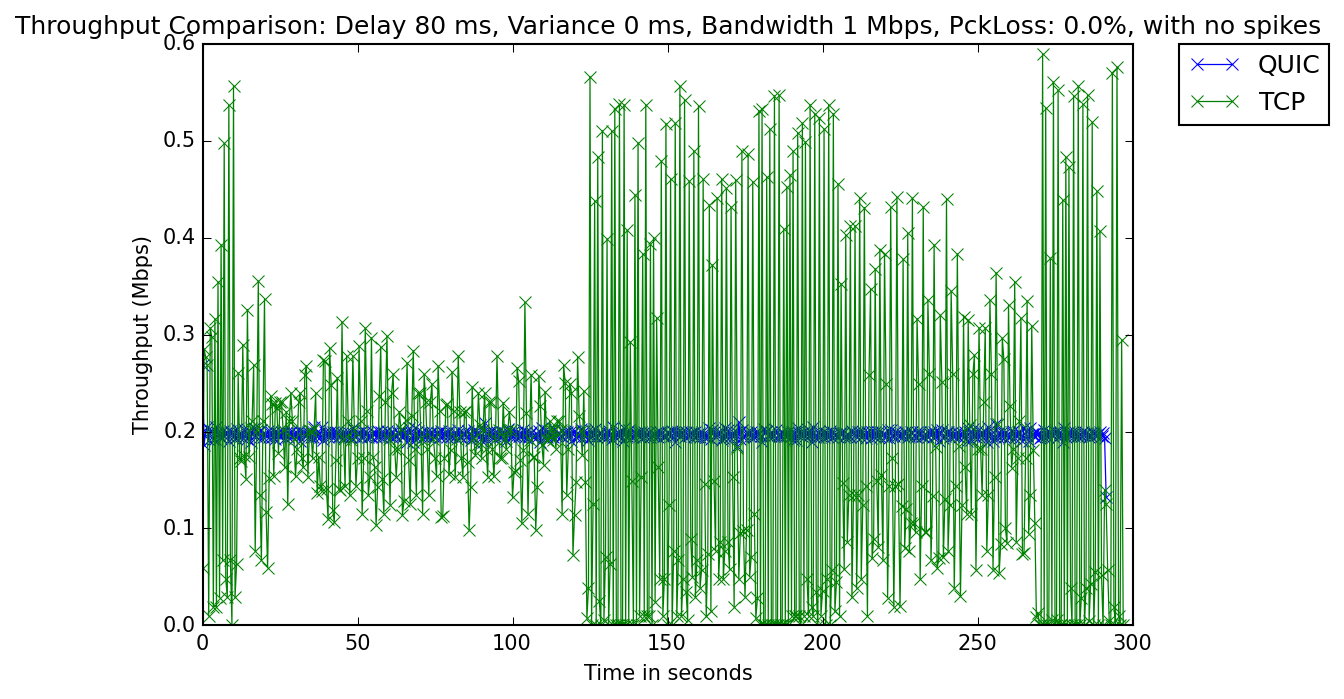 Throughput Comparison: Delay 80 ms, Variance 0 ms, Bandwidth 1 Mbps, PckLoss: 0.0%, with no spikes
QUIC
TCP
0.6
0.5
0.4
0.3
0.2
0.1
0.0
Throughput (Mbps)
0
50
100
150
200
250
300
Time in seconds